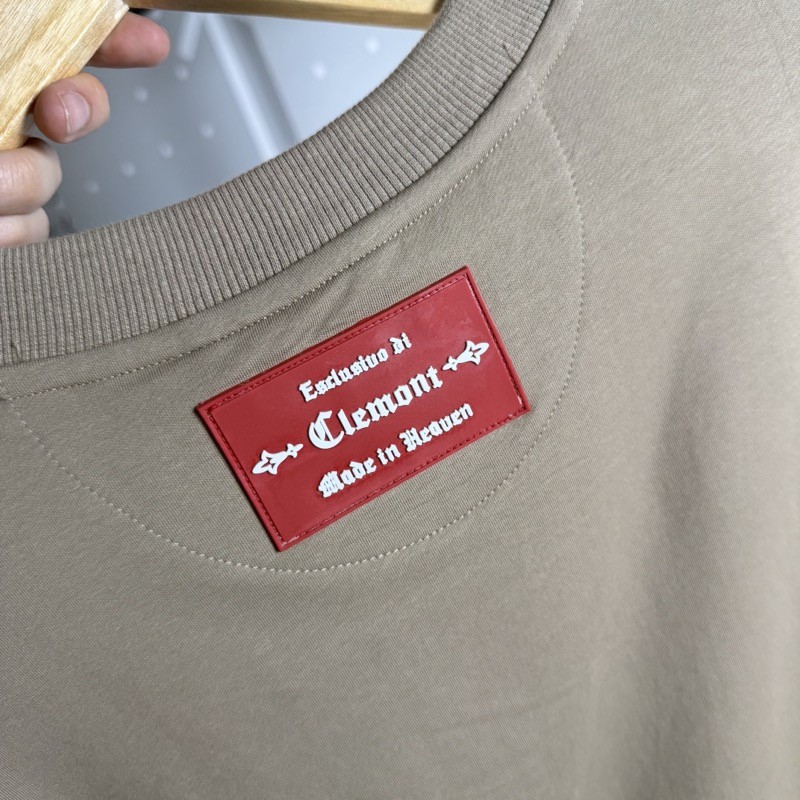 Esclusivo di
Clemont
Made in Heaven